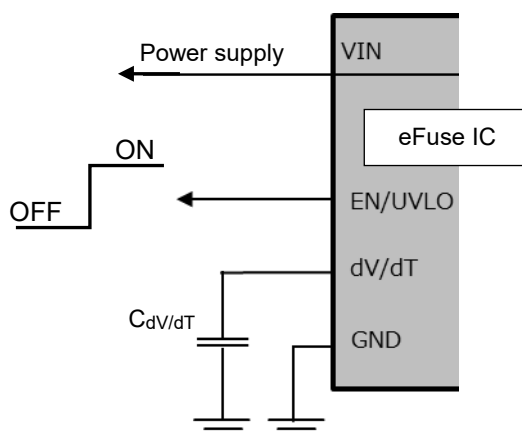 Power supply
VIN
eFuse IC
ON
OFF
EN/UVLO
dV/dT
CdV/dT
GND